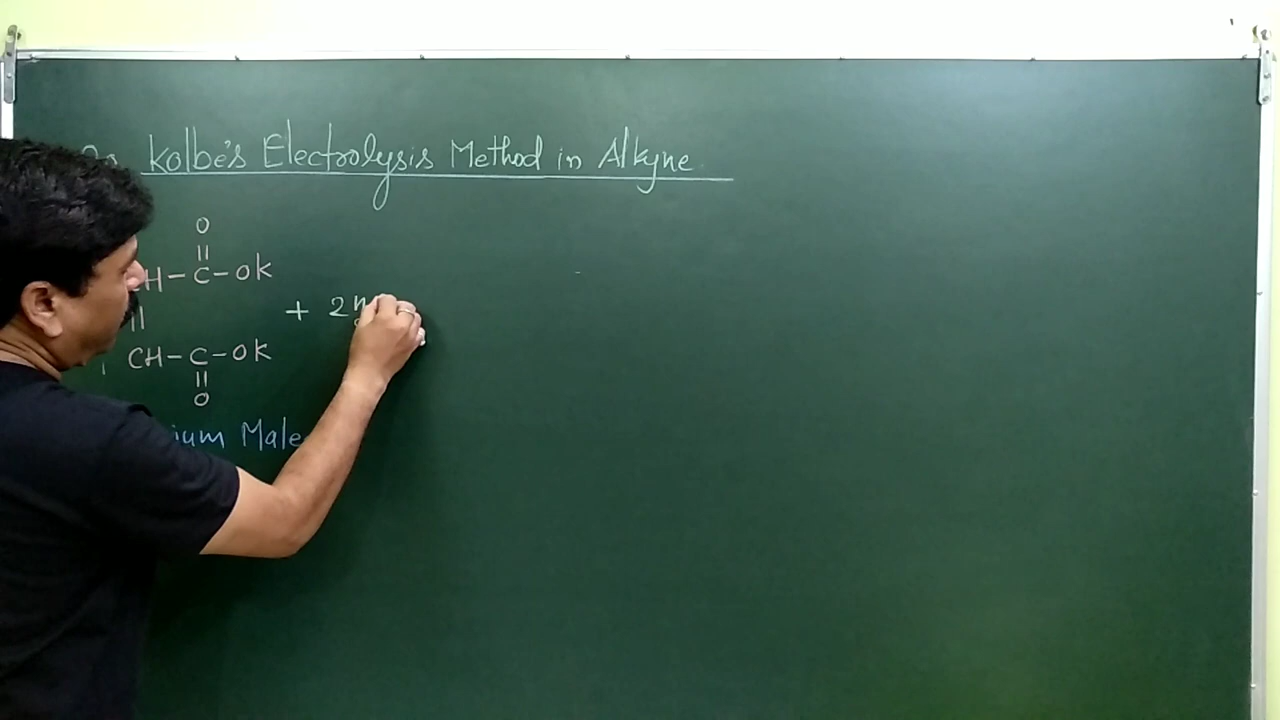 Kolbe's Electrolysis Method in Alkyne
O
||
H-C-OK
|| + 2
CH-C-OK
||
O
ium Male